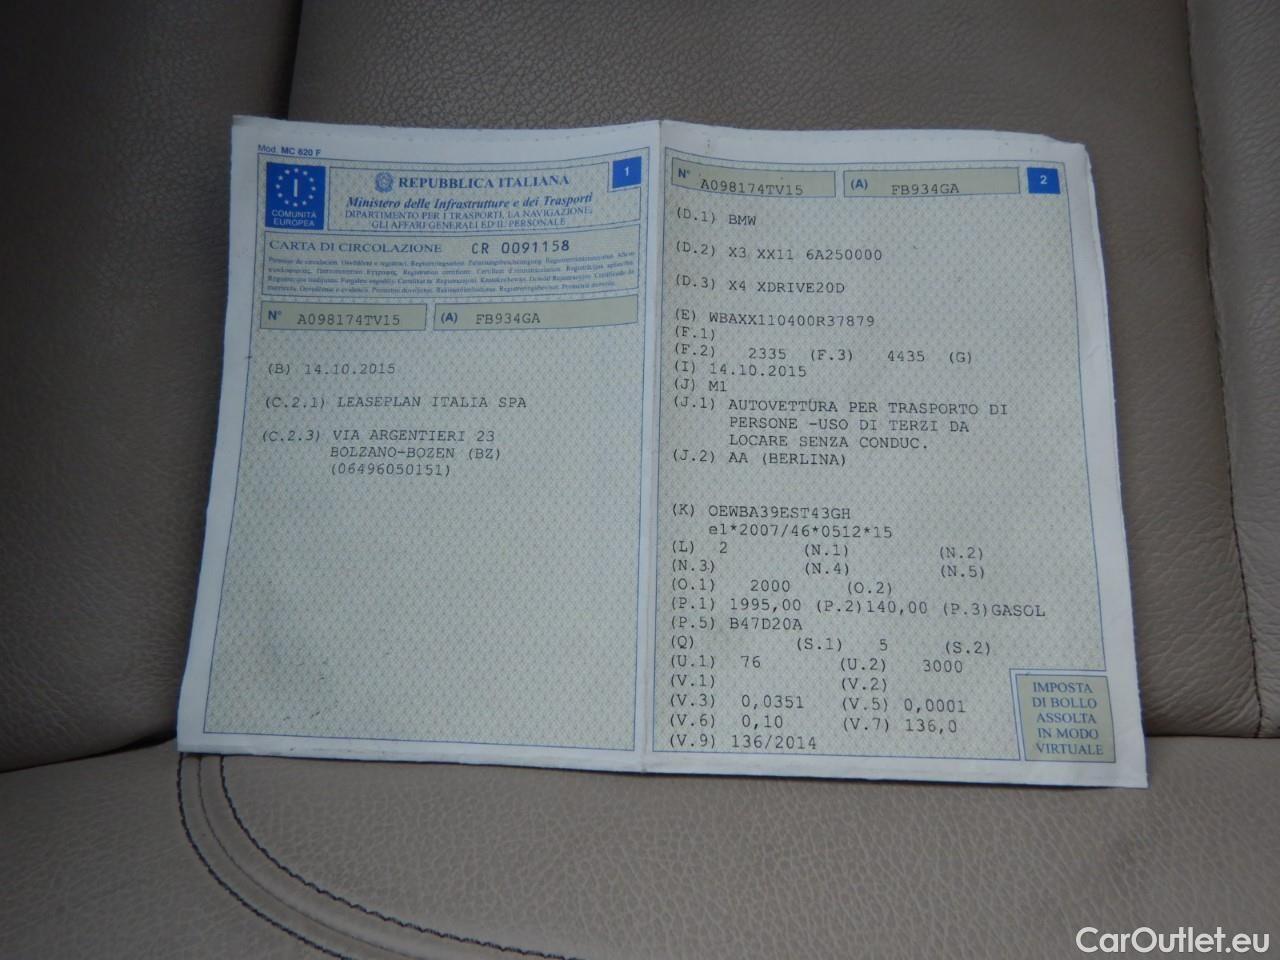 Mod. MC 820 F
COMUNITÀ
EUROPEA
REPUBBLICA ITALIANA
1
Ministero delle Infrastrutture e dei Trasporti
DIPARTIMENTO PER I TRASPORTI, LA NAVIGAZIONE,
GLI AFFARI GENERALI ED IL PERSONALE
CARTA DI CIRCOLAZIONE CR 0091158
N° A098174TV15 (A) FB934GA
(B) 14.10.2015
(C.2.1) LEASEPLAN ITALIA SPA
(C.2.3) VIA ARGENTIERI 23
BOLZANO-BOZEN (BZ)
(06496050151)
N° A098174TV15 (A) FB934GA 2
(D.1) BMW
(D.2) X3 XX11 6A250000
(D.3) X4 XDRIVE20D
(E) WBAXX110400R37879
(F.1)
(F.2) 2335 (F.3) 4435 (G)
(I) 14.10.2015
(J) M1
(J.1) AUTOVETTURA PER TRASPORTO DI
PERSONE -USO DI TERZI DA
LOCARE SENZA CONDUC.
(J.2) AA (BERLINA)
(K) OEWBA39EST43GH
e1*2007/46*0512*15
(L) 2 (N.1) (N.2)
(N.3) (N.4) (N.5)
(O.1) 2000 (O.2)
(P.1) 1995,00 (P.2)140,00 (P.3)GASOL
(P.5) B47D20A
(Q) (S.1) 5 (S.2)
(U.1) 76 (U.2) 3000
(V.1) (V.2)
(V.3) 0,0351 (V.5) 0,0001
(V.6) 0,10 (V.7) 136,0
(V.9) 136/2014
IMPOSTA
DI BOLLO
ASSOLTA
IN MODO
VIRTUALE
CarOutlet.eu